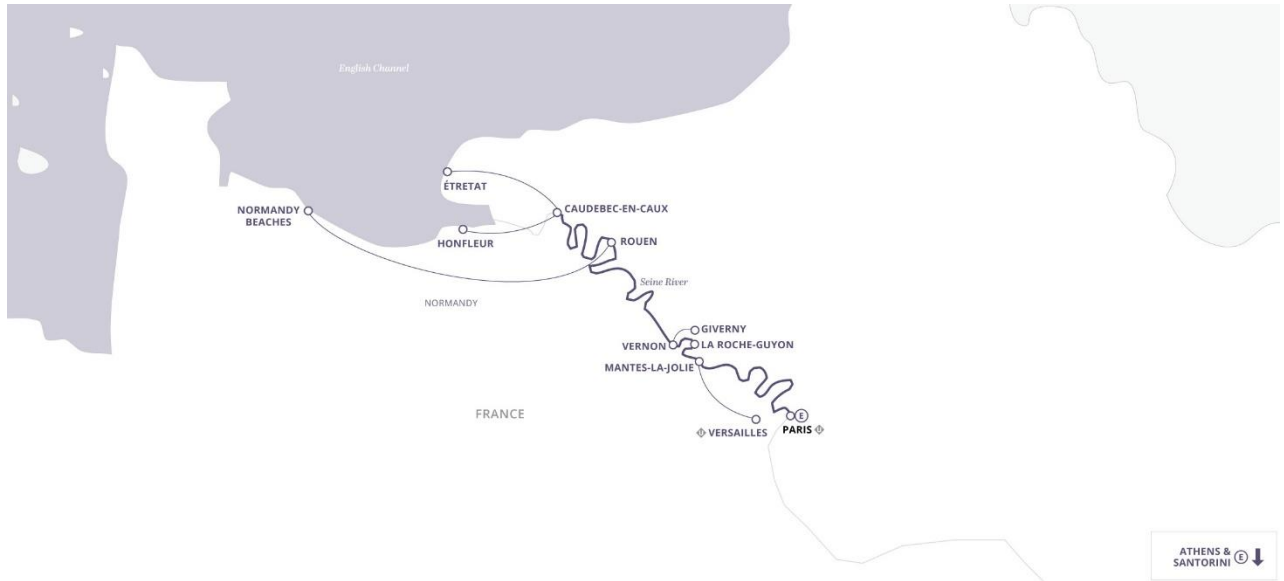 English Channel
ÉTRETAT
NORMANDY
BEACHES
CAUDEBEC-EN-CAUX
HONFLEUR
ROUEN
Seine River
NORMANDY
GIVERNY
VERNON
LA ROCHE-GUYON
MANTES-LA-JOLIE
FRANCE
E
VERSAILLES
PARIS
ATHENS &
SANTORINI E